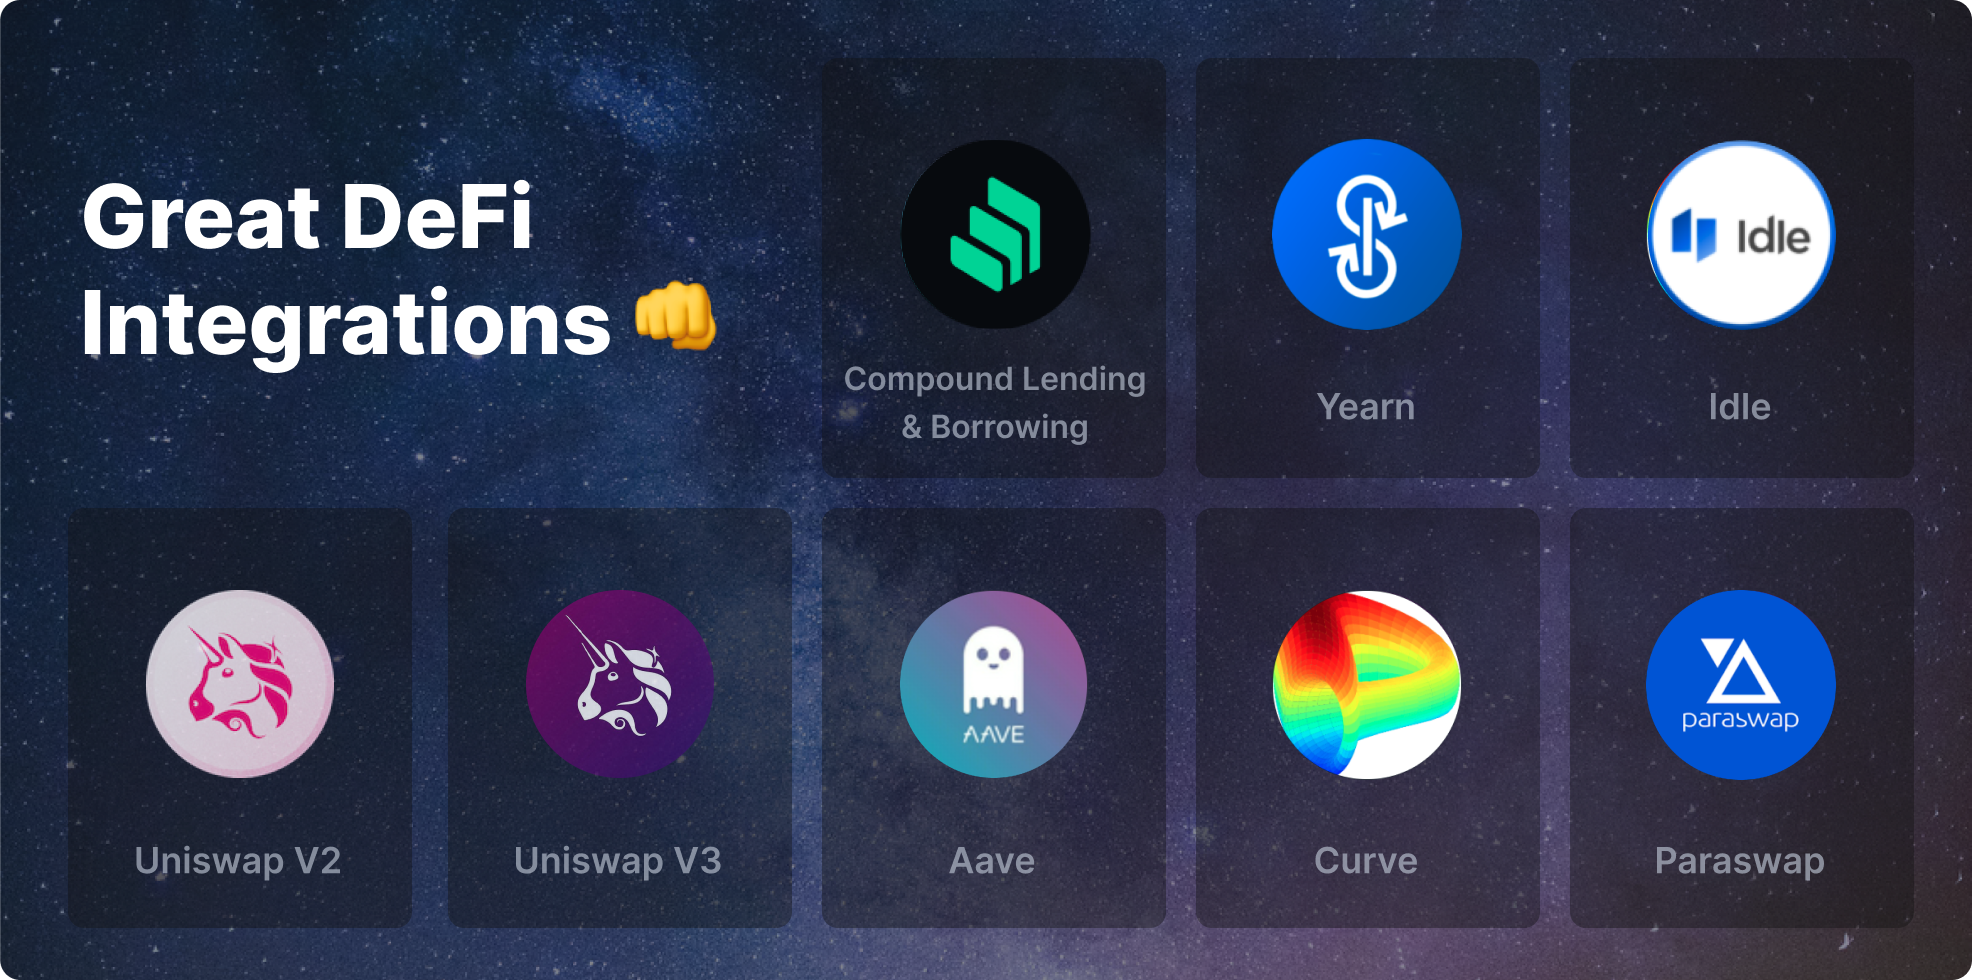 Great DeFi
Integrations 👊
Idle
Compound Lending
& Borrowing
Yearn
Idle
AAVE
paraswap
Uniswap V2
Uniswap V3
Aave
Curve
Paraswap